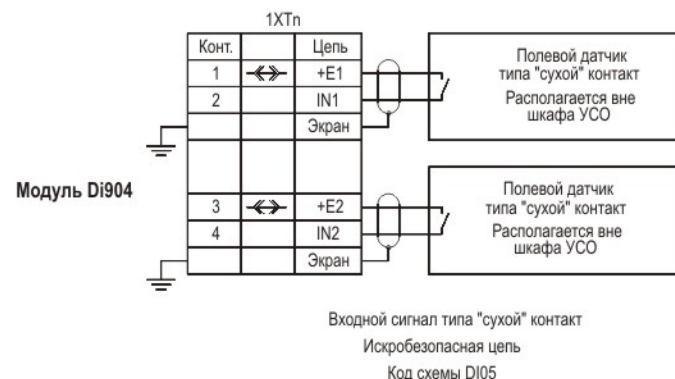 1XTn
Конт. Цепь
1 +E1
2 IN1
Экран
Полевой датчик
типа "сухой" контакт
Располагается вне
шкафа УСО
Модуль Di904
3 +E2
4 IN2
Экран
Полевой датчик
типа "сухой" контакт
Располагается вне
шкафа УСО
Входной сигнал типа "сухой" контакт
Искробезопасная цепь
Код схемы DI05